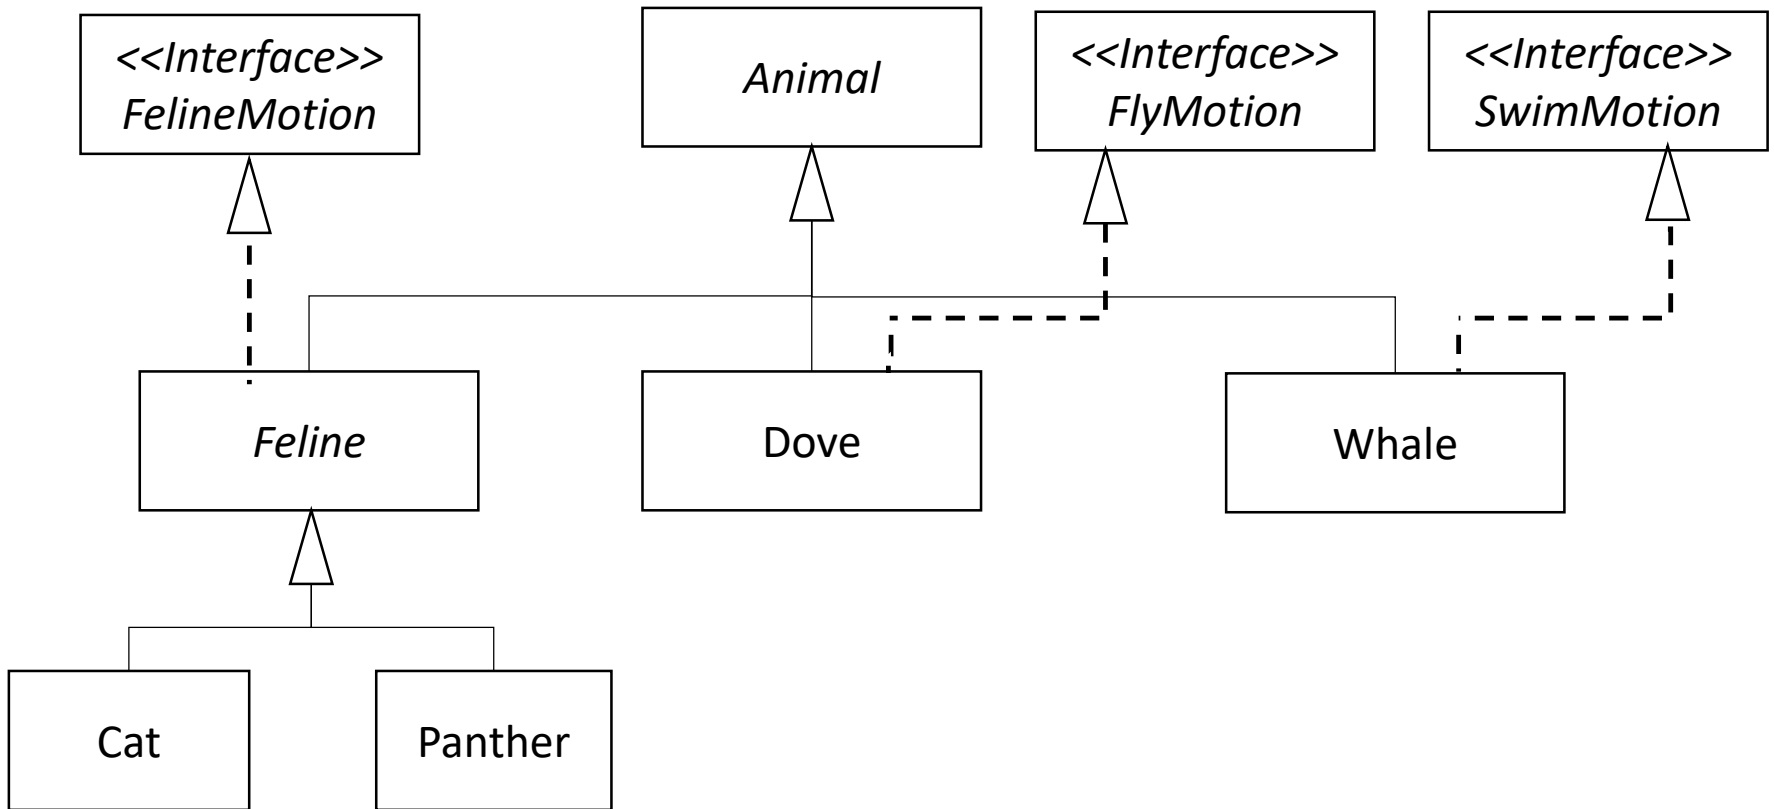 <<Interface>>
FelineMotion
Animal
<<Interface>>
FlyMotion
<<Interface>>
SwimMotion
Feline
Dove
Whale
Cat
Panther